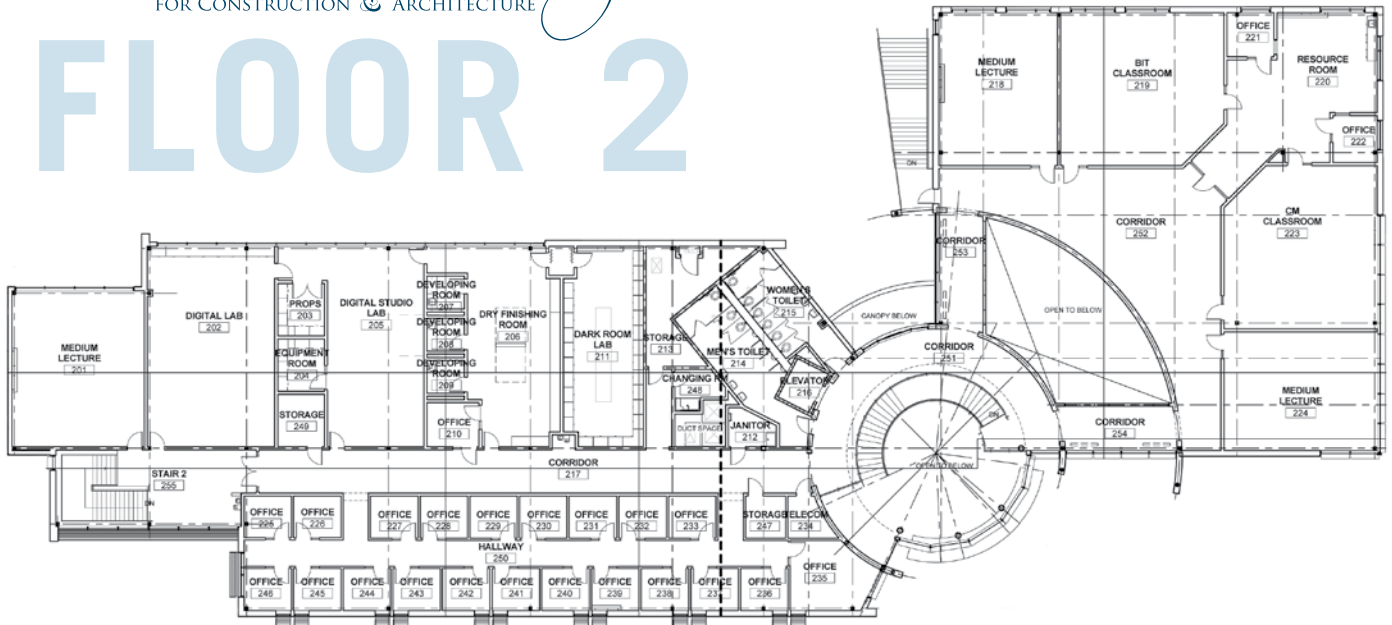 FOR CONSTRUCTION & ARCHITECTURE
FLOOR 2
OFFICE
221
MEDIUM
LECTURE
218
BIT
CLASSROOM
219
RESOURCE
ROOM
220
OFFICE
222
DN
CM
CLASSROOM
223
CORRIDOR
252
CORRIDOR
253
OPEN TO BELOW
CANOPY BELOW
CORRIDOR
251
MEDIUM
LECTURE
224
CORRIDOR
254
DN
OPEN TO BELOW
MEDIUM
LECTURE
201
DIGITAL LAB
202
PROPS
203
EQUIPMENT
ROOM
204
STORAGE
249
DIGITAL STUDIO
LAB
205
DEVELOPING
ROOM
207
DEVELOPING
ROOM
208
DEVELOPING
ROOM
209
OFFICE
210
DRY FINISHING
ROOM
206
DARK ROOM
LAB
211
STORAGE
213
WOMEN'S
TOILET
215
MEN'S TOILET
214
CHANGING RM
248
ELEVATOR
216
DUCT SPACE
JANITOR
212
STAIR 2
255
DN
CORRIDOR
217
OFFICE
225
OFFICE
226
OFFICE
227
OFFICE
228
OFFICE
229
OFFICE
230
OFFICE
231
OFFICE
232
OFFICE
233
STORAGE
247
TELECOM
234
HALLWAY
250
OFFICE
235
OFFICE
246
OFFICE
245
OFFICE
244
OFFICE
243
OFFICE
242
OFFICE
241
OFFICE
240
OFFICE
239
OFFICE
238
OFFICE
237
OFFICE
236